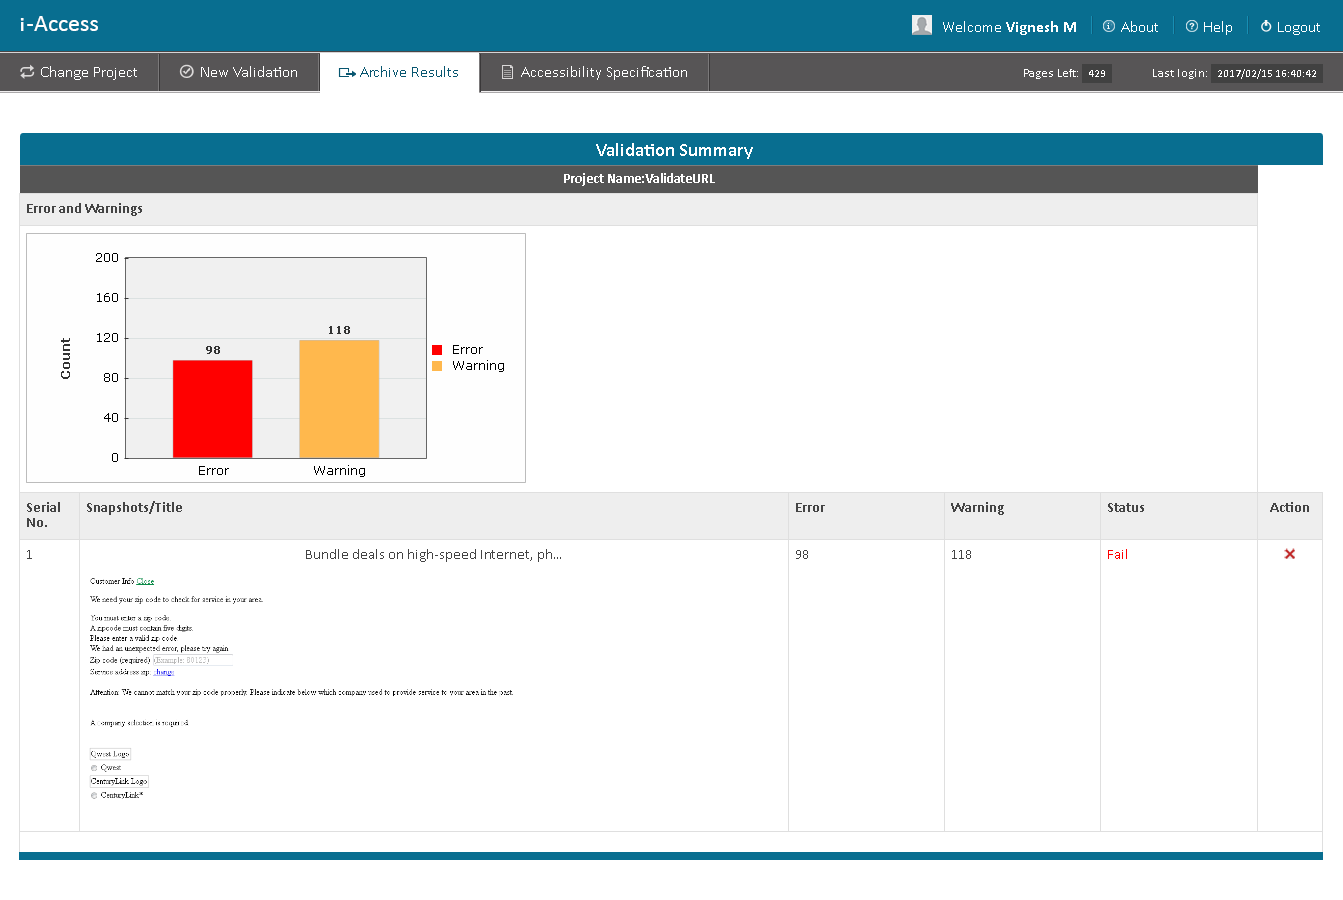 i-Access
Welcome Vignesh M
About
Help
Logout
Change Project
New Validation
Archive Results
Accessibility Specification
Pages Left: 429
Last login: 2017/02/15 16:40:42
Validation Summary
Project Name:ValidateURL
Error and Warnings
200
160
120
80
40
0
Count
98
118
Error
Warning
Error
Warning
Serial No.
Snapshots/Title
Error
Warning
Status
Action
1
Bundle deals on high-speed Internet, ph...
98
118
Fail
Customer Info Close
We need your zip code to check for service in your area.
You must enter a zip code.
A zipcode must contain five digits.
Please enter a valid zip code
We had an unexpected error, please try again
Zip code (required) (Example: 80123)
Service address zip: change
Attention: We cannot match your zip code properly. Please indicate below which company used to provide service to your area in the past.
A company selection is required
Qwest Logo
Qwest
CenturyLink Logo
CenturyLink*